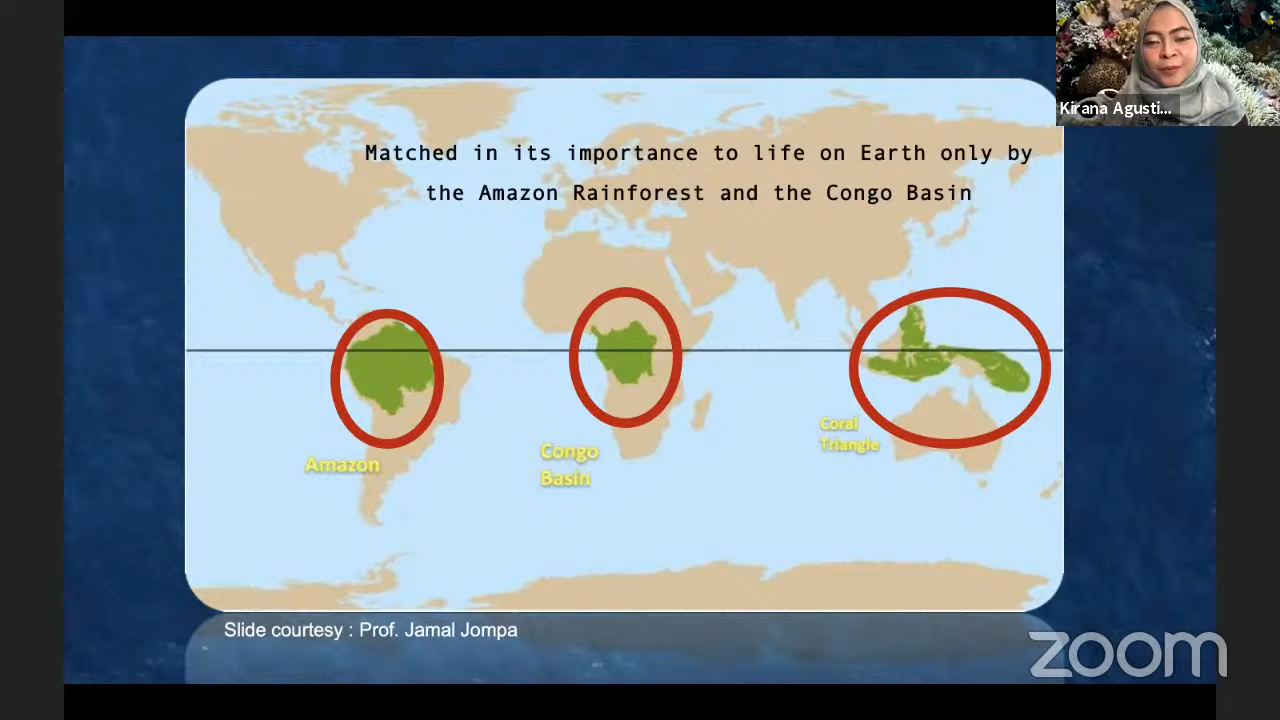 Kirana Agusti...
Matched in its importance to life on Earth only by
the Amazon Rainforest and the Congo Basin
Amazon
Congo
Basin
Coral
Triangle
Slide courtesy : Prof. Jamal Jompa
zoom